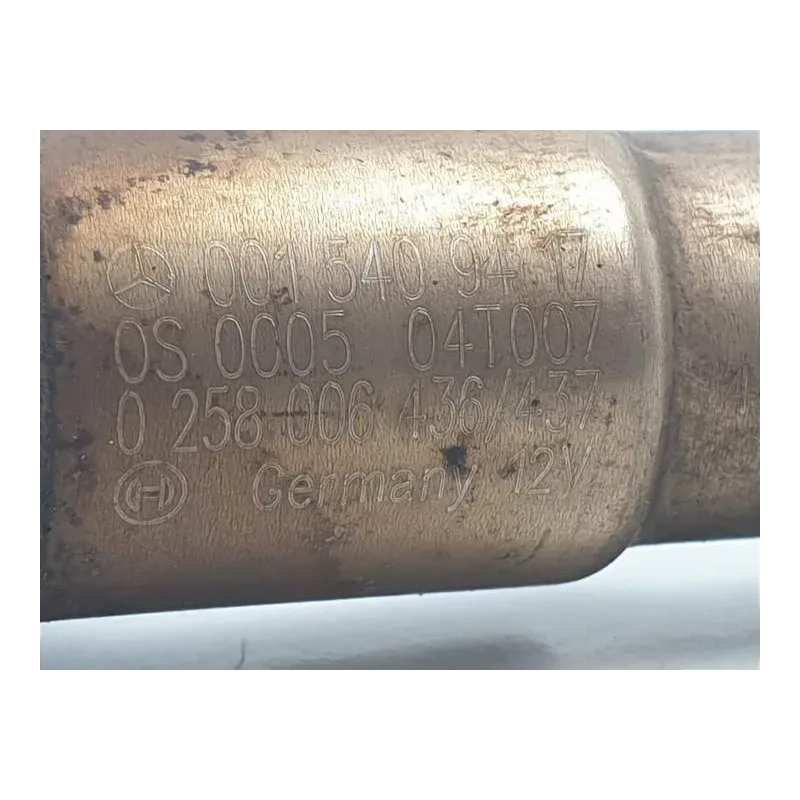 001 540 94 17
0S 0005 04T007
0 258 006 436/437
Germany 12V